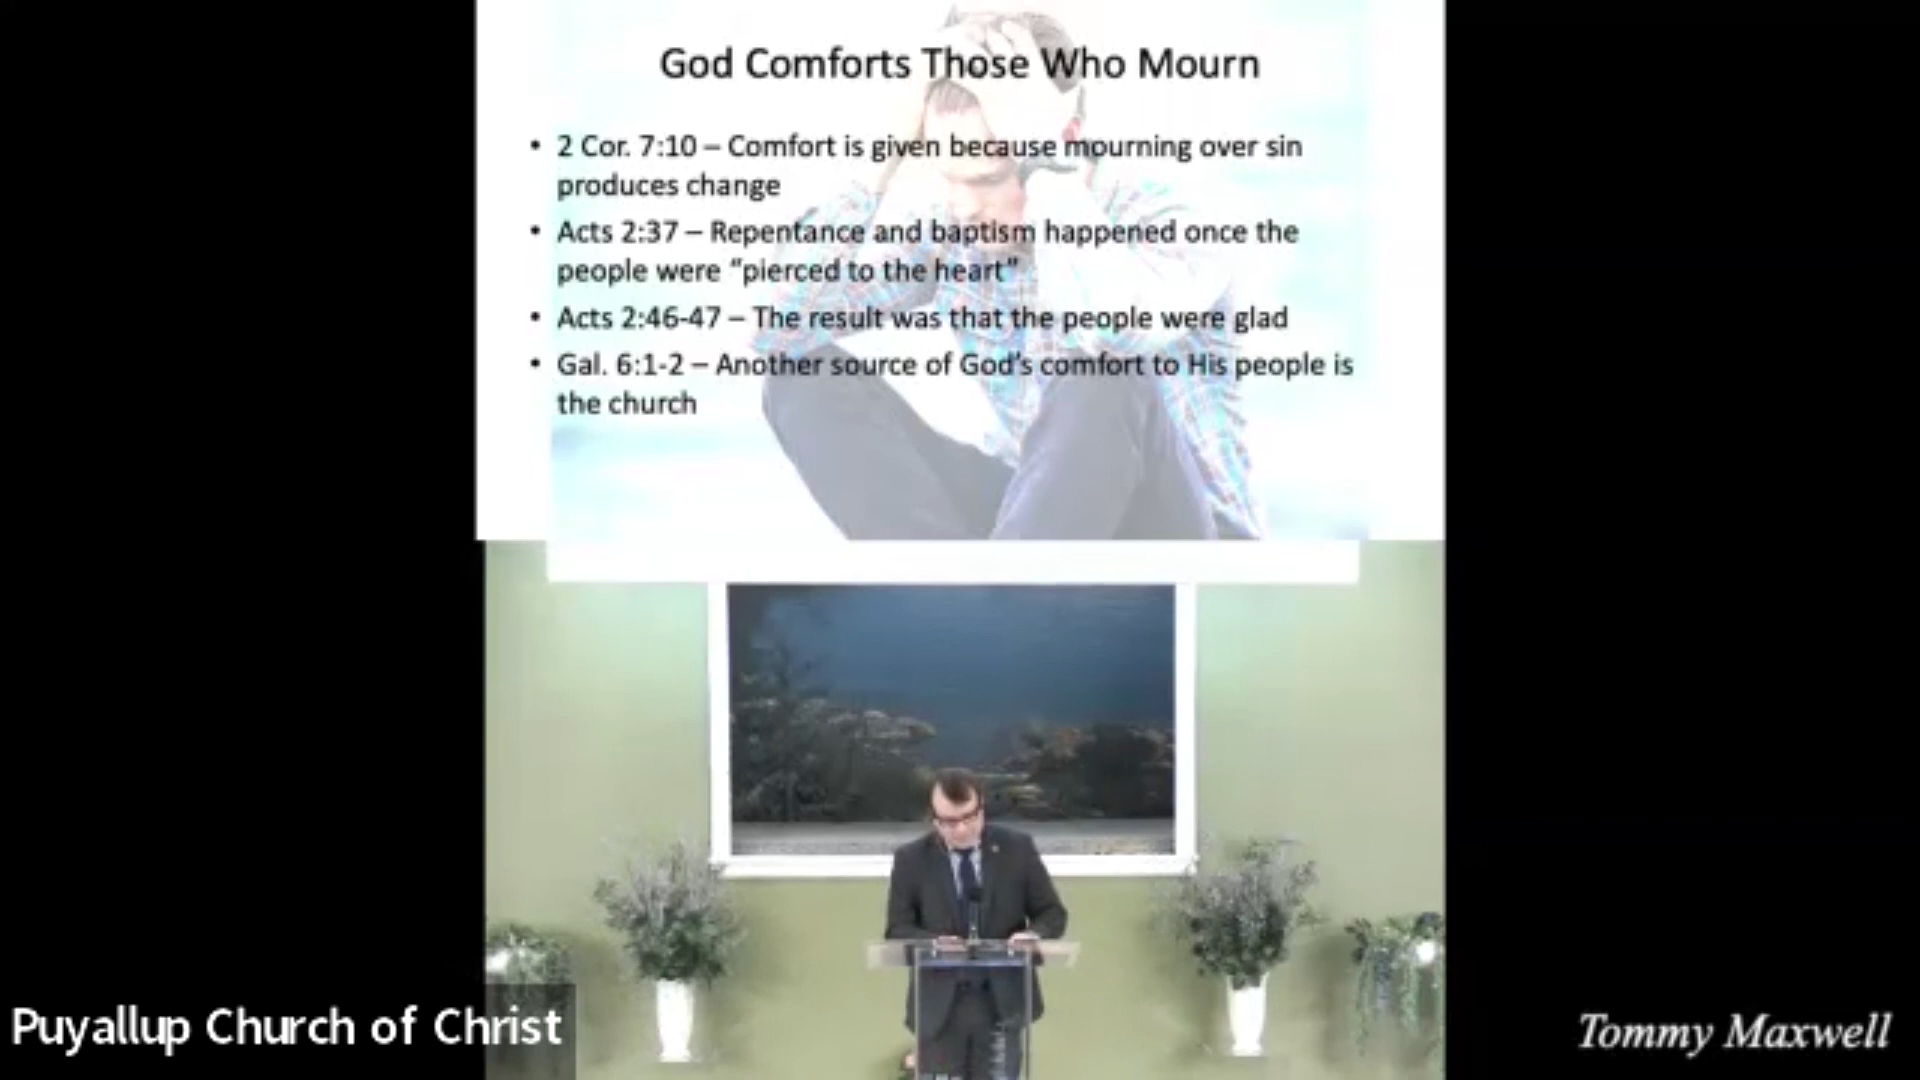 God Comforts Those Who Mourn
• 2 Cor. 7:10 – Comfort is given because mourning over sin
produces change
• Acts 2:37 – Repentance and baptism happened once the
people were “pierced to the heart”
• Acts 2:46-47 – The result was that the people were glad
• Gal. 6:1-2 – Another source of God’s comfort to His people is
the church
Puyallup Church of Christ
Tommy Maxwell